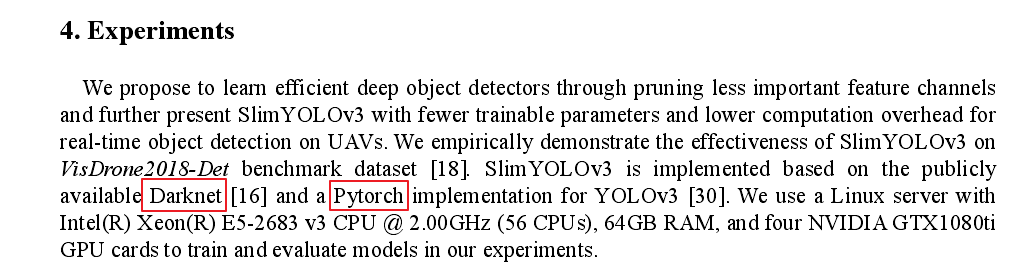 4. Experiments
We propose to learn efficient deep object detectors through pruning less important feature channels
and further present SlimYOLOv3 with fewer trainable parameters and lower computation overhead for
real-time object detection on UAVs. We empirically demonstrate the effectiveness of SlimYOLOv3 on
VisDrone2018-Det benchmark dataset [18]. SlimYOLOv3 is implemented based on the publicly
available Darknet [16] and a Pytorch implementation for YOLOv3 [30]. We use a Linux server with
Intel(R) Xeon(R) E5-2683 v3 CPU @ 2.00GHz (56 CPUs), 64GB RAM, and four NVIDIA GTX1080ti
GPU cards to train and evaluate models in our experiments.